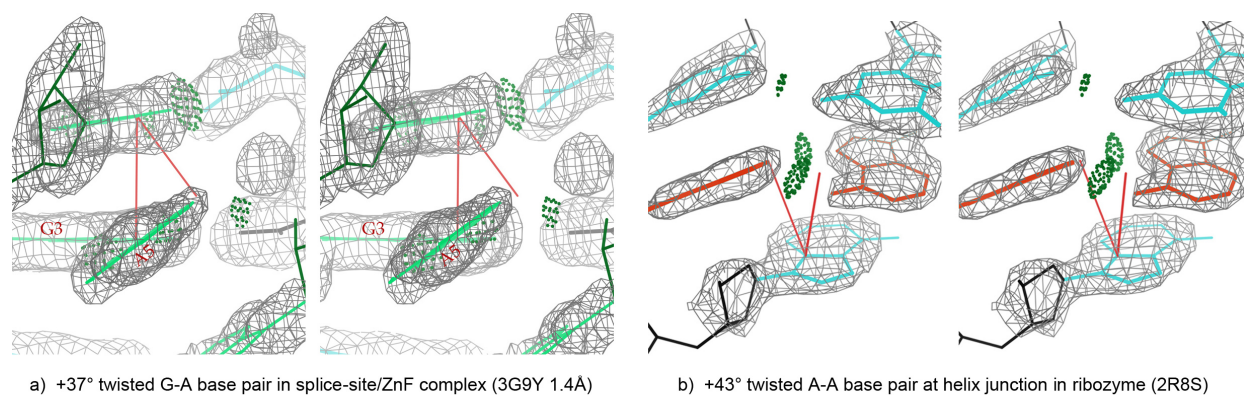 G3
A5
G3
A5
a) +37° twisted G-A base pair in splice-site/ZnF complex (3G9Y 1.4Å)
b) +43° twisted A-A base pair at helix junction in ribozyme (2R8S)